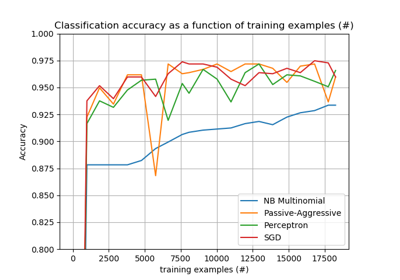 Classification accuracy as a function of training examples (#)
1.000
0.975
0.950
0.925
0.900
0.875
0.850
0.825
0.800
Accuracy
NB Multinomial
Passive-Aggressive
Perceptron
SGD
0 2500 5000 7500 10000 12500 15000 17500
training examples (#)